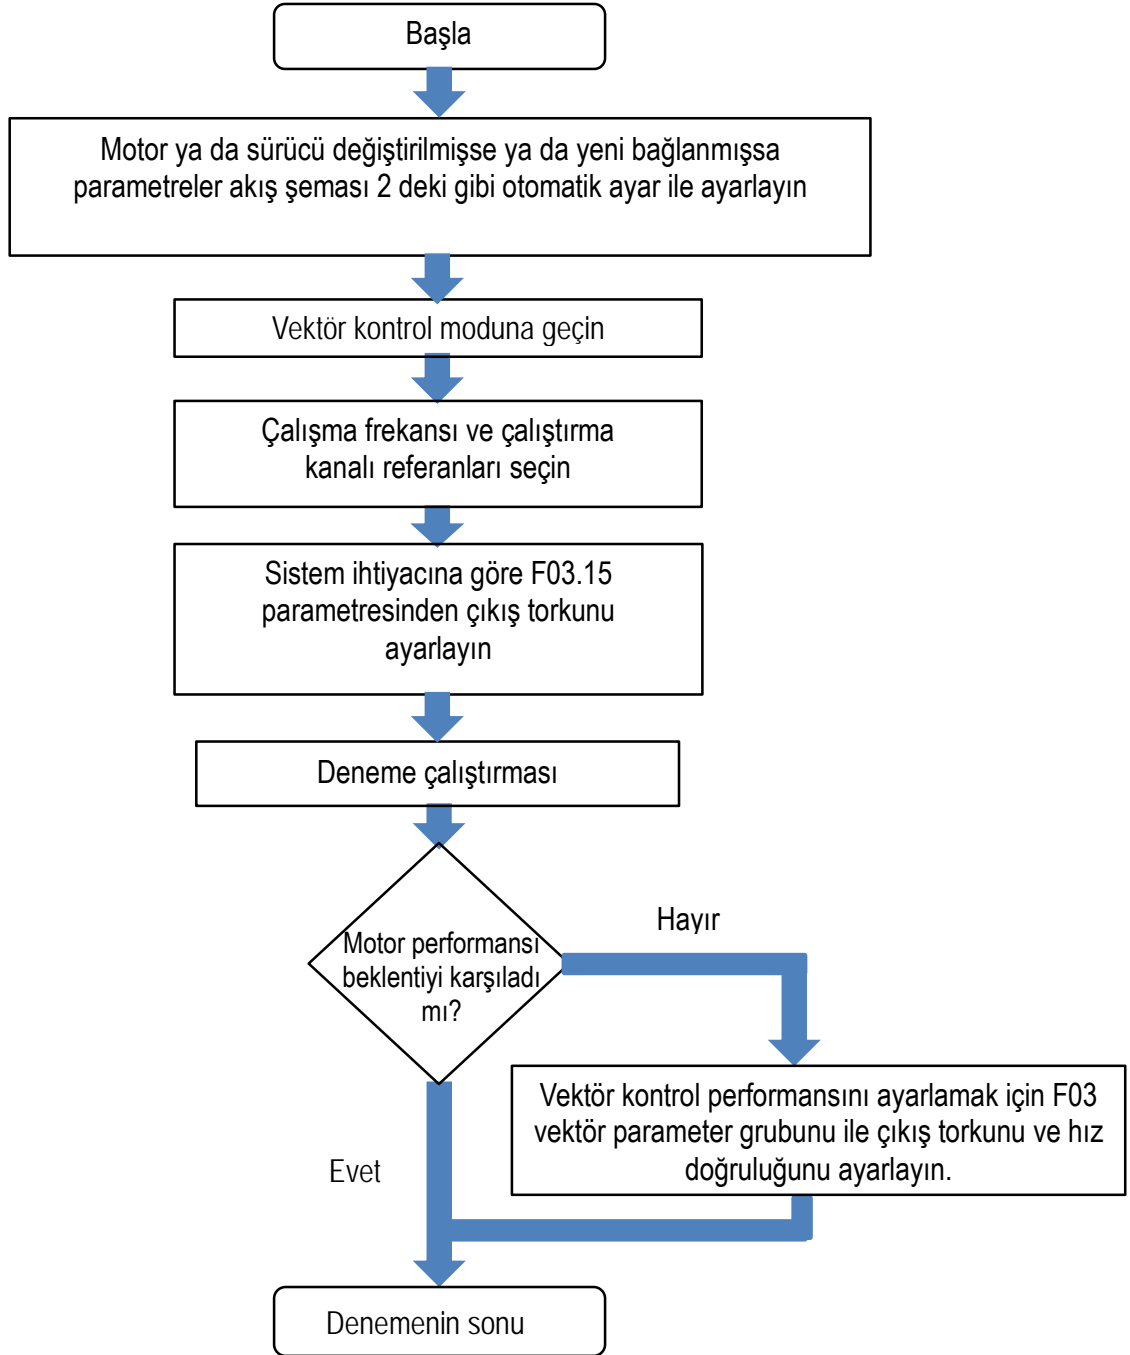 Başla
Motor ya da sürücü değiştirilmişse ya da yeni bağlanmışsa
parametreler akış şeması 2 deki gibi otomatik ayar ile ayarlayın
Vektör kontrol moduna geçin
Çalışma frekansı ve çalıştırma
kanalı referanları seçin
Sistem ihtiyacına göre F03.15
parametresinden çıkış torkunu
ayarlayın
Deneme çalıştırması
Motor performansı
beklentiyi karşıladı
mı?
Hayır
Vektör kontrol performansını ayarlamak için F03
vektör parameter grubunu ile çıkış torkunu ve hız
doğruluğunu ayarlayın.
Evet
Denemenin sonu